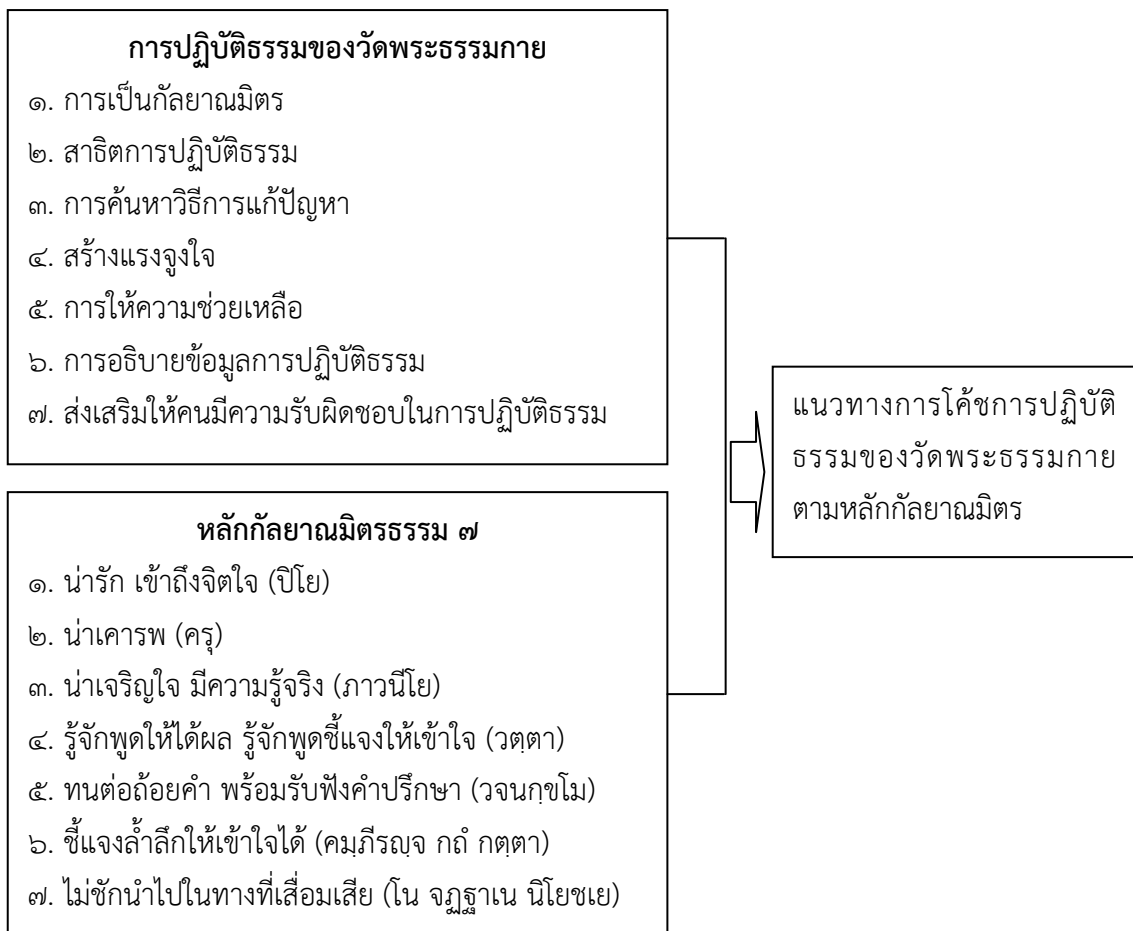 การปฏิบัติธรรมของวัดพระธรรมกาย
๑. การเป็นกัลยาณมิตร
๒. สาธิตการปฏิบัติธรรม
๓. การค้นหาวิธีการแก้ปัญหา
๔. สร้างแรงจูงใจ
๕. การให้ความช่วยเหลือ
๖. การอธิบายข้อมูลการปฏิบัติธรรม
๗. ส่งเสริมให้คนมีความรับผิดชอบในการปฏิบัติธรรม
หลักกัลยาณมิตรธรรม ๗
๑. น่ารัก เข้าถึงจิตใจ (ปิโย)
๒. น่าเคารพ (ครุ)
๓. น่าเจริญใจ มีความรู้จริง (ภาวนีโย)
๔. รู้จักพูดให้ได้ผล รู้จักพูดชี้แจงให้เข้าใจ (วตฺตา)
๕. ทนต่อถ้อยคำ พร้อมรับฟังคำปรึกษา (วจนกฺขโม)
๖. ชี้แจงล้ำลึกให้เข้าใจได้ (คมฺภีรญฺจ กถํ กตฺตา)
๗. ไม่ชักนำไปในทางที่เสื่อมเสีย (โน จฏฺฐาเน นิโยชเย)
แนวทางการโค้ชการปฏิบัติ
ธรรมของวัดพระธรรมกาย
ตามหลักกัลยาณมิตร